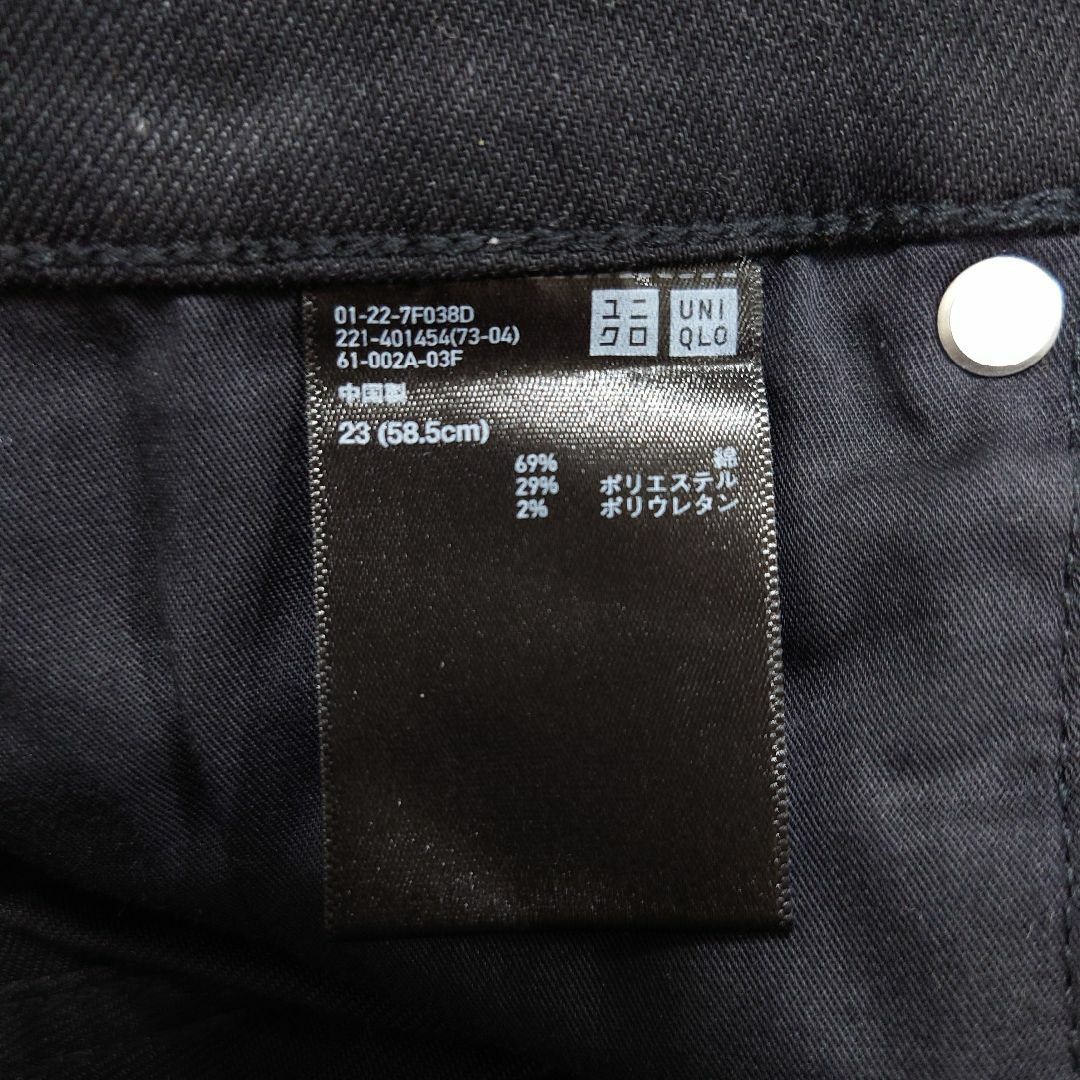 01-22-7F038D
221-401454(73-04)
61-002A-03F
ユニ
クロ
UNI
QLO
中国製
23 (58.5cm)
69% 綿
29% ポリエステル
2% ポリウレタン